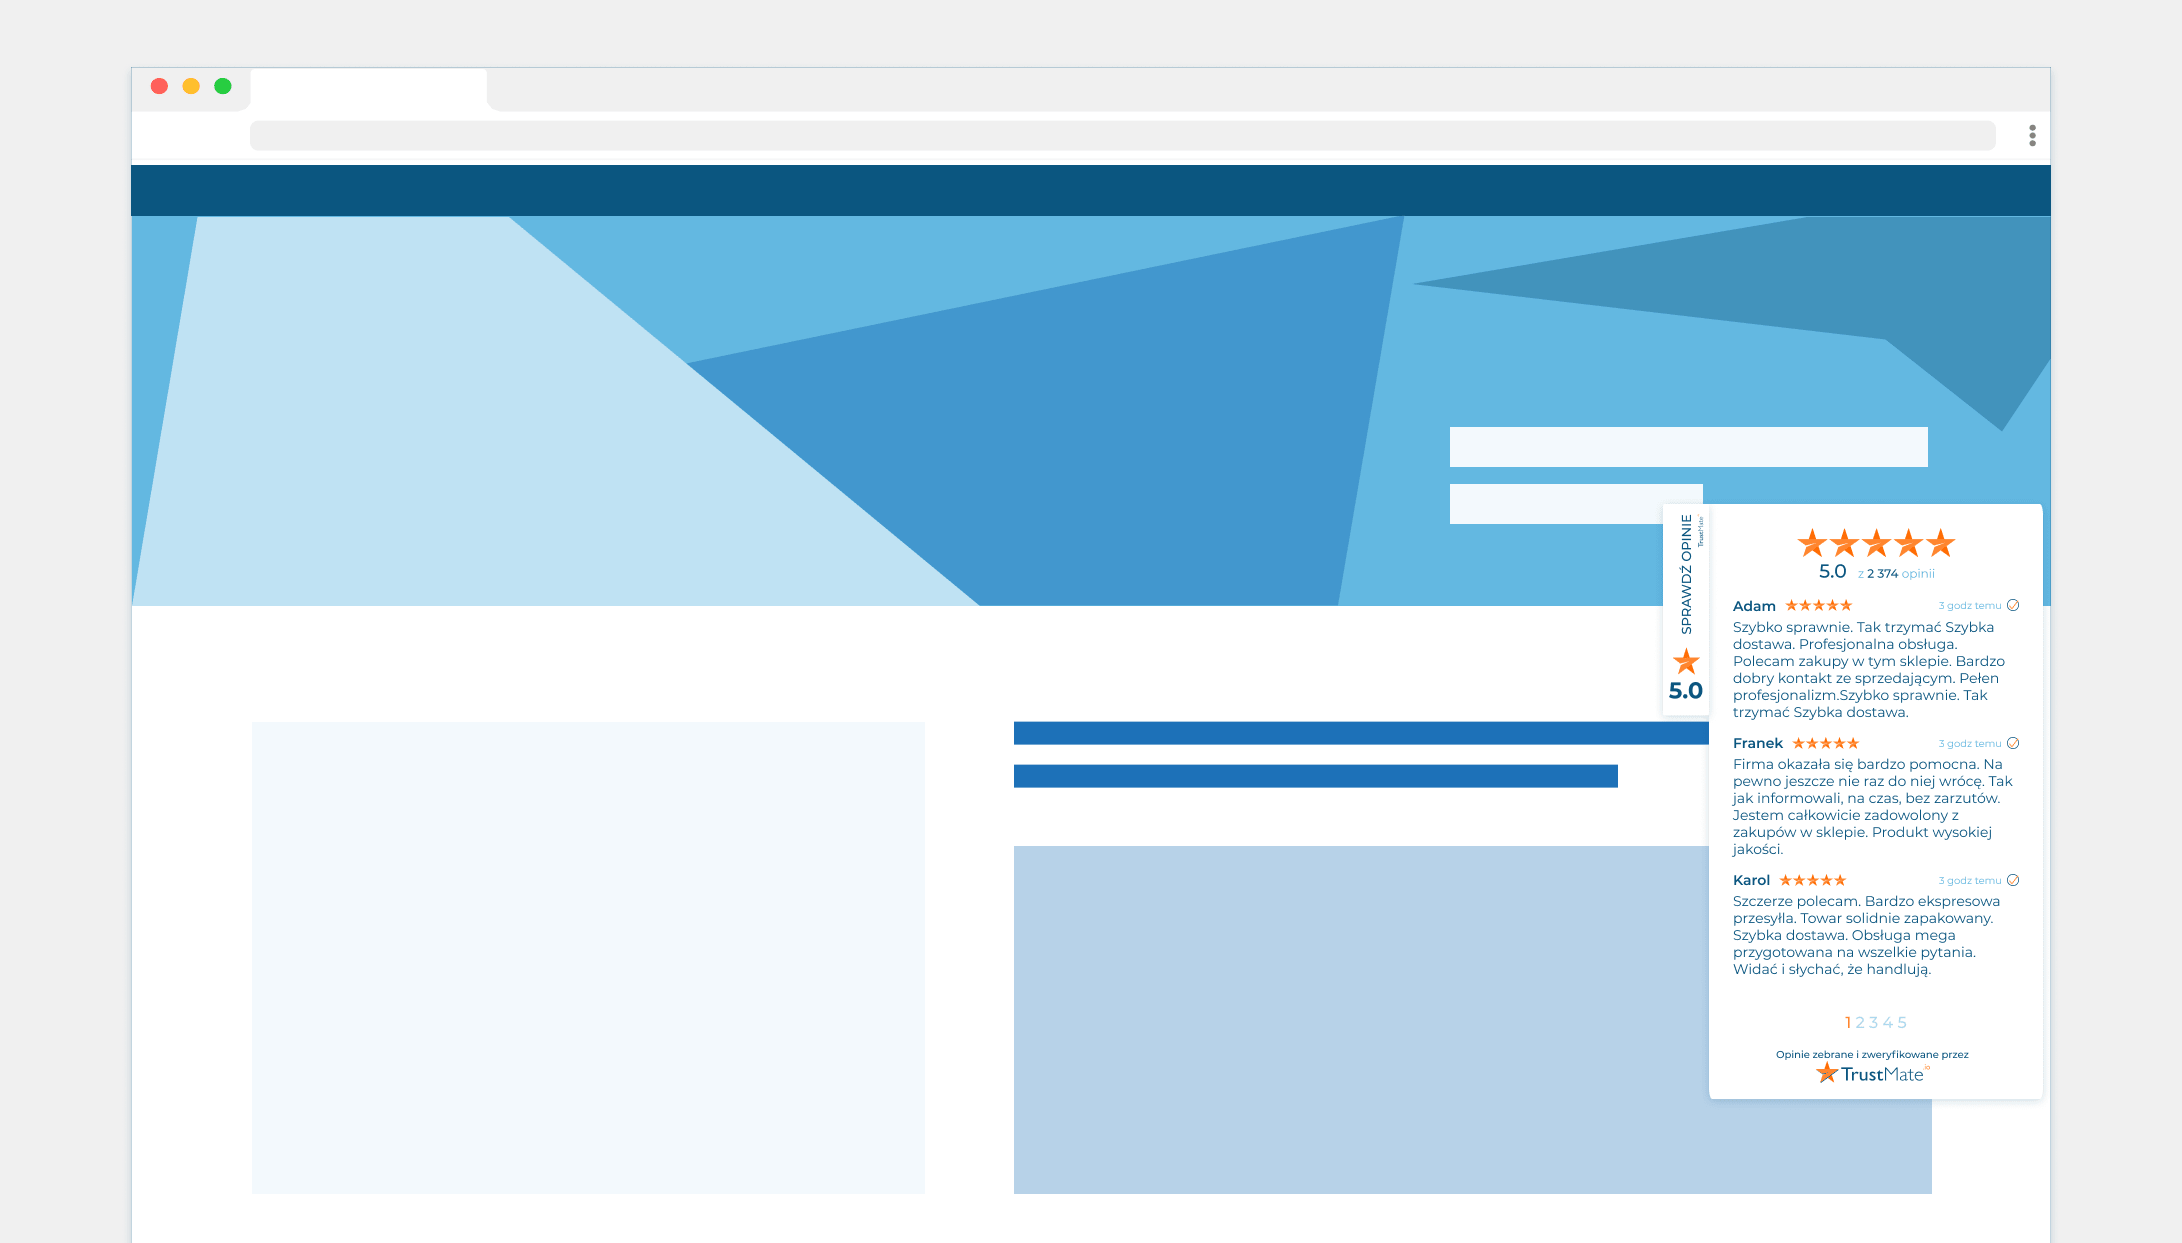 SPRAWDŹ OPINIE
TrustMate
5.0
5.0 z 2 374 opinii
Adam 3 godz temu
Szybko sprawnie. Tak trzymać Szybka
dostawa. Profesjonalna obsługa.
Polecam zakupy w tym sklepie. Bardzo
dobry kontakt ze sprzedającym. Pełen
profesjonalizm.Szybko sprawnie. Tak
trzymać Szybka dostawa.
Franek 3 godz temu
Firma okazała się bardzo pomocna. Na
pewno jeszcze nie raz do niej wrócę. Tak
jak informowali, na czas, bez zarzutów.
Jestem całkowicie zadowolony z
zakupów w sklepie. Produkt wysokiej
jakości.
Karol 3 godz temu
Szczerze polecam. Bardzo ekspresowa
przesyłla. Towar solidnie zapakowany.
Szybka dostawa. Obsługa mega
przygotowana na wszelkie pytania.
Widać i słychać, że handlują.
1 2 3 4 5
Opinie zebrane i zweryfikowane przez
TrustMate